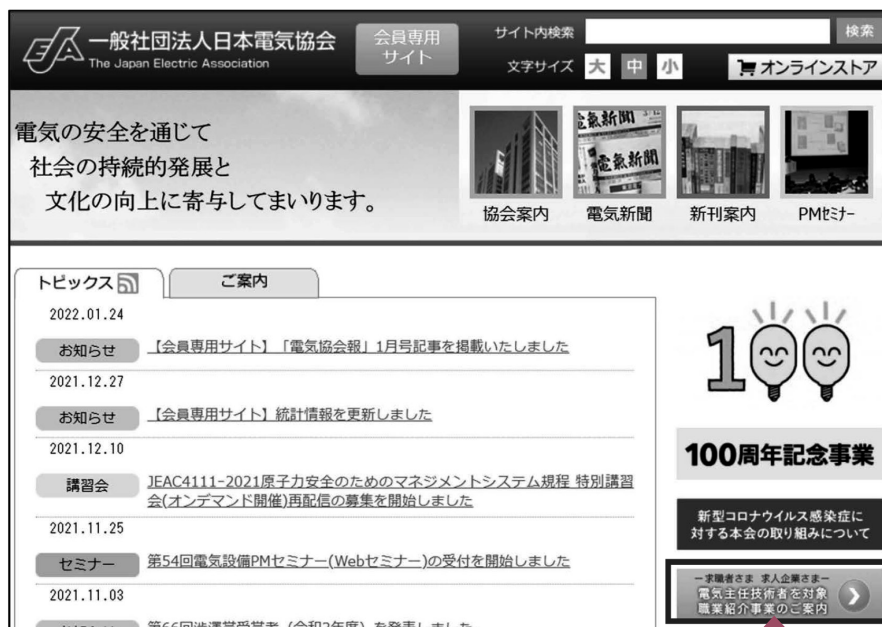 一般社団法人日本電気協会
The Japan Electric Association
会員専用
サイト
サイト内検索
検索
文字サイズ 大 中 小
オンラインストア
電気の安全を通じて
社会の持続的発展と
文化の向上に寄与してまいります。
電氣新聞
協会案内
電気新聞
新刊案内
PMセミナー
トピックス
ご案内
2022.01.24
お知らせ 【会員専用サイト】「電気協会報」1月号記事を掲載いたしました
2021.12.27
お知らせ 【会員専用サイト】統計情報を更新しました
2021.12.10
講習会 JEAC4111-2021原子力安全のためのマネジメントシステム規程 特別講習
会(オンデマンド開催)再配信の募集を開始しました
2021.11.25
セミナー 第54回電気設備PMセミナー(Webセミナー)の受付を開始しました
2021.11.03
100
100周年記念事業
新型コロナウイルス感染症に
対する本会の取り組みについて
−求職者さま 求人企業さま−
電気主任技術者を対象
職業紹介事業のご案内